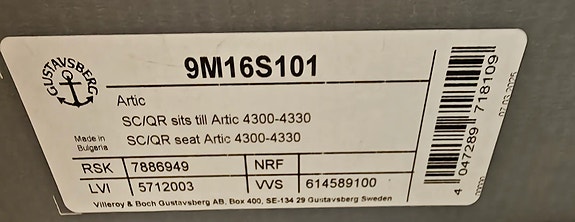 GUSTAVSBERG
9M16S101
Artic
SC/QR sits till Artic 4300-4330
Made in
Bulgaria
SC/QR seat Artic 4300-4330
RSK 7886949 NRF
LVI 5712003 VVS 614589100
Villeroy & Boch Gustavsberg AB, Box 400, SE-134 29 Gustavsberg Sweden
4 047289 718109